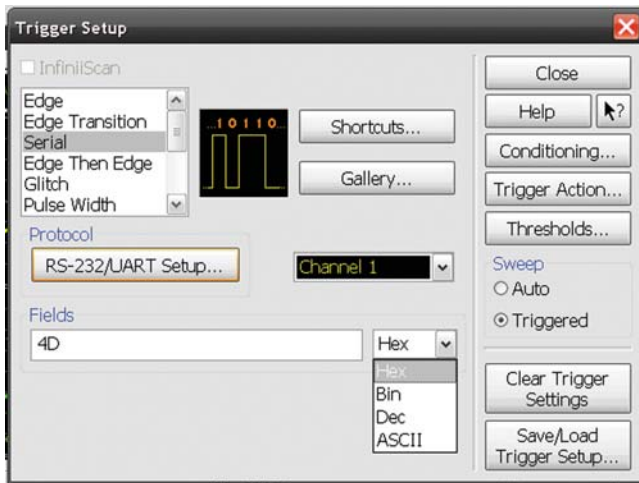 Trigger Setup
InfiniiScan
Edge
Edge Transition
Serial
Edge Then Edge
Glitch
Pulse Width
...10110...
Shortcuts...
Gallery...
Protocol
RS-232/UART Setup...
Channel 1
Fields
4D
Hex
Hex
Bin
Dec
ASCII
Close
Help
?
Conditioning...
Trigger Action...
Thresholds...
Sweep
Auto
Triggered
Clear Trigger
Settings
Save/Load
Trigger Setup...